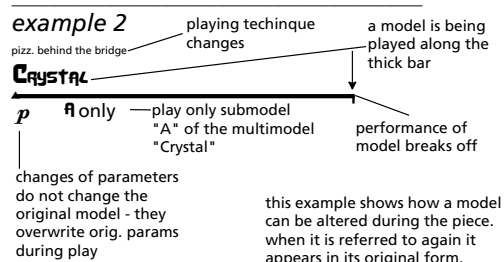 example 2
pizz. behind the bridge
playing techinque
changes
a model is being
played along the
thick bar
Crystal
p
A only
play only submodel
"A" of the multimodel
"Crystal"
performance of
model breaks off
changes of parameters
do not change the
original model - they
overwrite orig. params
during play
this example shows how a model
can be altered during the piece.
when it is referred to again it
appears in its original form.